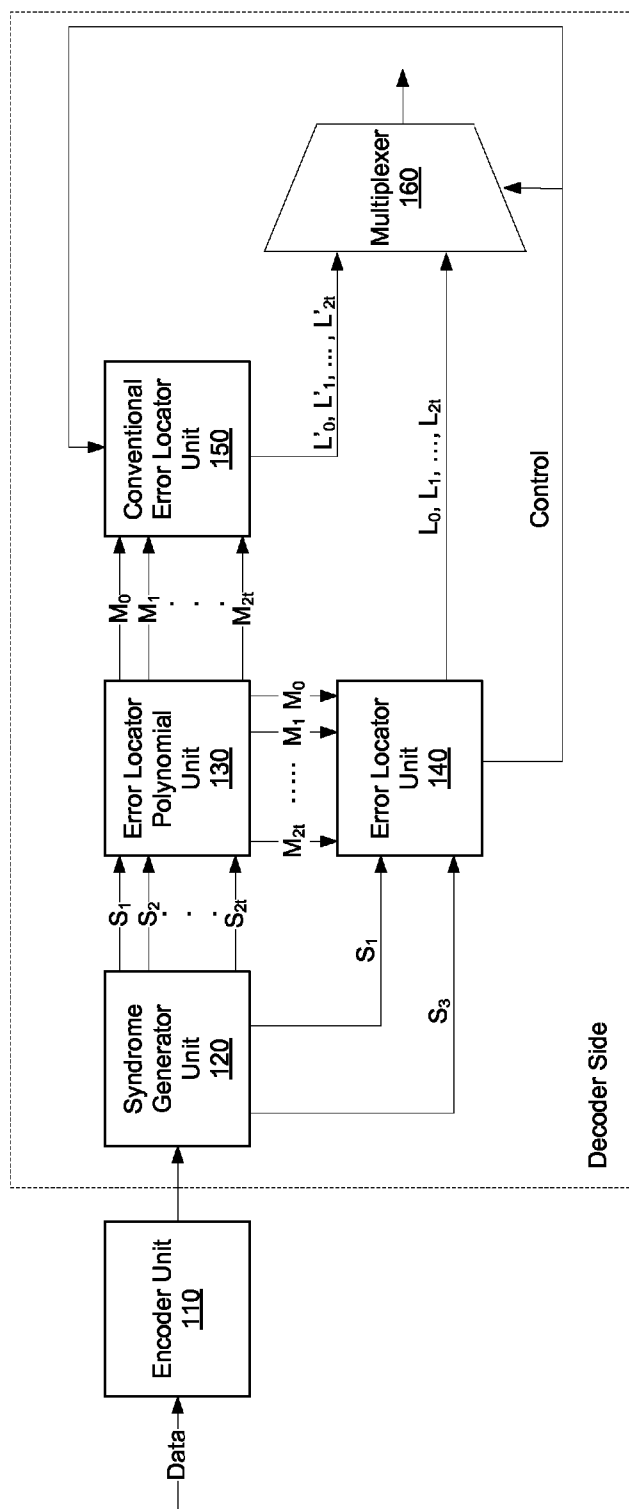 Data
Encoder Unit
110
Syndrome
Generator
Unit
120
S1
S2
. . .
S2t
S1
S3
Error Locator
Polynomial
Unit
130
M0
M1
. . .
M2t
M2t ..... M1 M0
Error Locator
Unit
140
Conventional
Error Locator
Unit
150
L'0, L'1, ... , L'2t
L0, L1, ..., L2t
Control
Multiplexer
160
Decoder Side